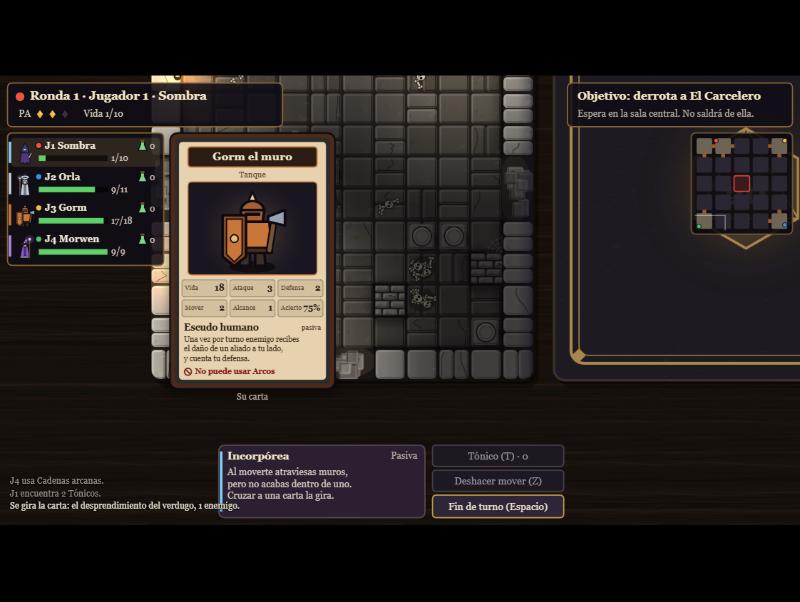 Ronda 1 · Jugador 1 · Sombra
PA Vida 1/10
J1 Sombra 0
1/10
J2 Orla 0
9/11
J3 Gorm 0
17/18
J4 Morwen 0
9/9
Gorm el muro
Tanque
Vida 18 Ataque 3 Defensa 2
Mover 2 Alcance 1 Acierto 75%
Escudo humano pasiva
Una vez por turno enemigo recibes
el daño de un aliado a tu lado,
y cuenta tu defensa.
No puede usar Arcos
Su carta
Objetivo: derrota a El Carcelero
Espera en la sala central. No saldrá de ella.
J4 usa Cadenas arcanas.
J1 encuentra 2 Tónicos.
Se gira la carta: el desprendimiento del verdugo, 1 enemigo.
Incorpórea Pasiva
Al moverte atraviesas muros,
pero no acabas dentro de uno.
Cruzar a una carta la gira.
Tónico (T) · 0
Deshacer mover (Z)
Fin de turno (Espacio)